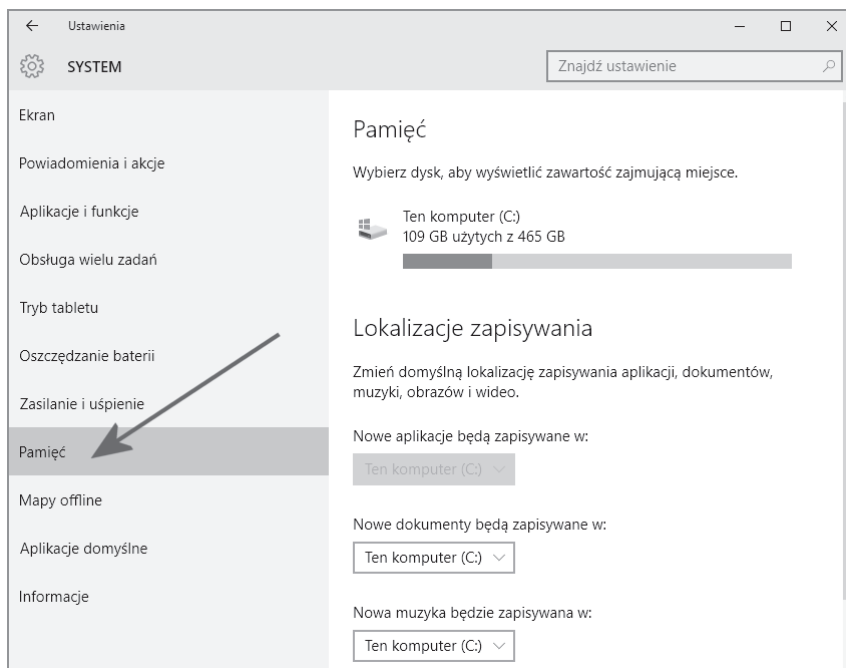 Ustawienia
SYSTEM
Znajdź ustawienie
Ekran
Powiadomienia i akcje
Aplikacje i funkcje
Obsługa wielu zadań
Tryb tabletu
Oszczędzanie baterii
Zasilanie i uśpienie
Pamięć
Mapy offline
Aplikacje domyślne
Informacje
Pamięć
Wybierz dysk, aby wyświetlić zawartość zajmującą miejsce.
Ten komputer (C:)
109 GB użytych z 465 GB
Lokalizacje zapisywania
Zmień domyślną lokalizację zapisywania aplikacji, dokumentów,
muzyki, obrazów i wideo.
Nowe aplikacje będą zapisywane w:
Ten komputer (C:)
Nowe dokumenty będą zapisywane w:
Ten komputer (C:)
Nowa muzyka będzie zapisywana w:
Ten komputer (C:)